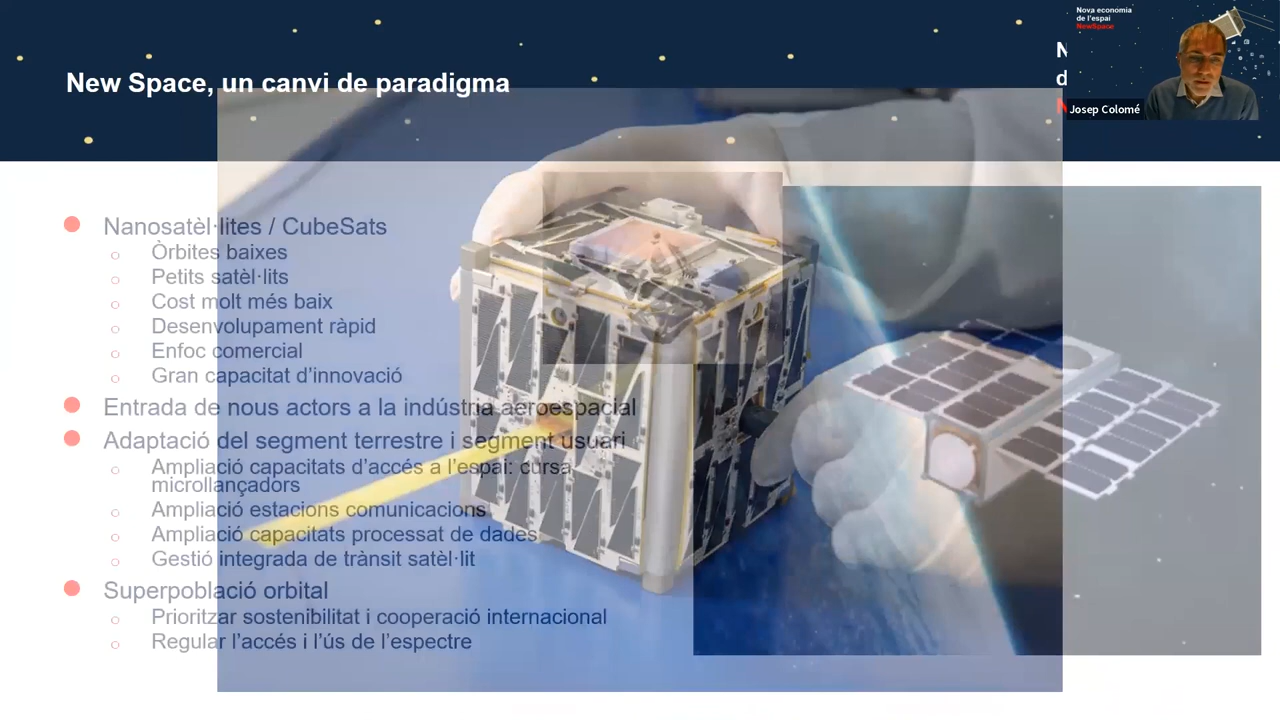 New Space, un canvi de paradigma
Nova economia
de l'espai
NewSpace
N
d
Josep Colomé
Nanosatèl·lites / CubeSats
Òrbites baixes
Petits satèl·lits
Cost molt més baix
Desenvolupament ràpid
Enfoc comercial
Gran capacitat d'innovació
Entrada de nous actors a la indústria aeroespacial
Adaptació del segment terrestre i segment usuari
Ampliació capacitats d'accés a l'espai: cursa
microllançadors
Ampliació estacions comunicacions
Ampliació capacitats processat de dades
Gestió integrada de trànsit satèl·lit
Superpoblació orbital
Prioritzar sostenibilitat i cooperació internacional
Regular l'accés i l'ús de l'espectre